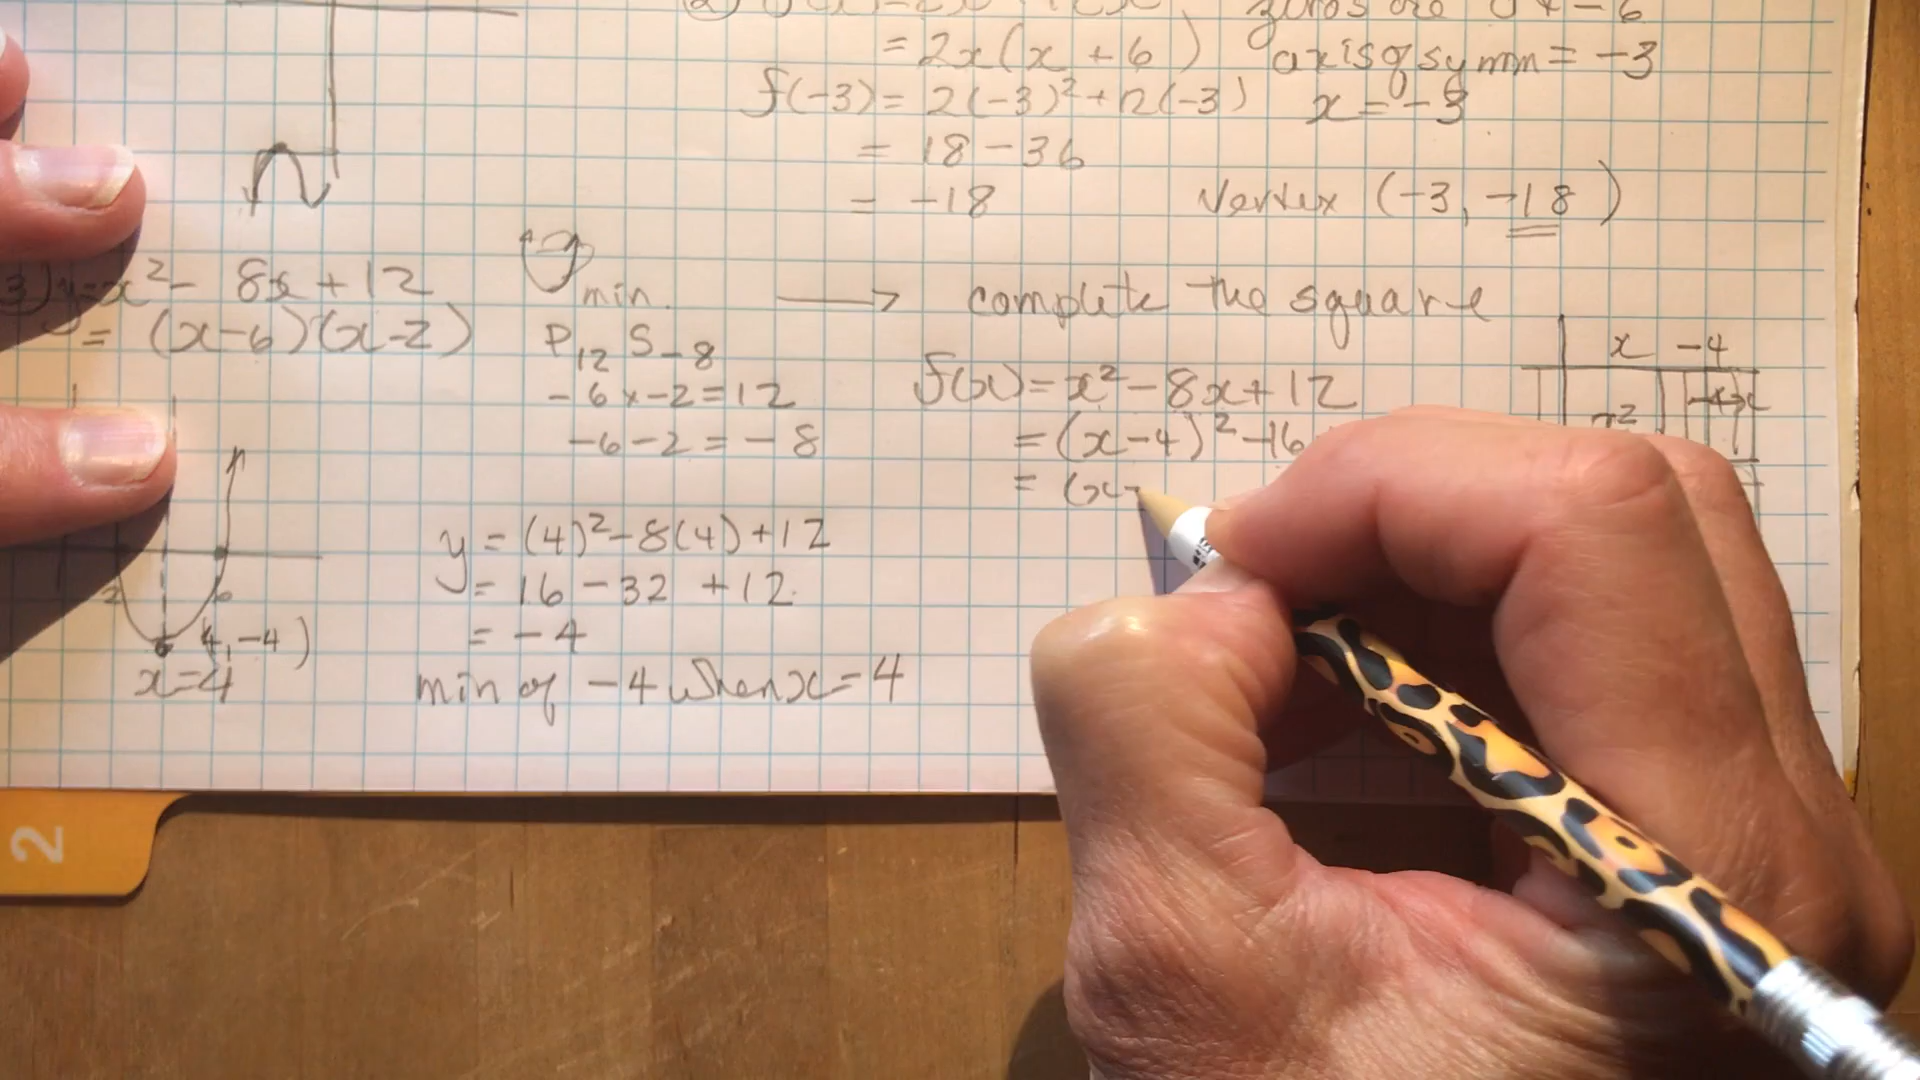 zeros are 0 & -6
= 2x(x + 6) axis of symm = -3
f(-3) = 2(-3)² + 12(-3) x = -3
= 18 - 36
= -18 Vertex (-3, -18)
3) y = x² - 8x + 12
= (x-6)(x-2)
min.
P12 S-8
-6 x -2 = 12
-6 - 2 = -8
y = (4)² - 8(4) + 12
= 16 - 32 + 12
= -4
min of -4 when x = 4
2
6
(4, -4)
x = 4
→ complete the square
f(x) = x² - 8x + 12
= (x-4)² - 16
= (x-
x -4
x² -4x
2